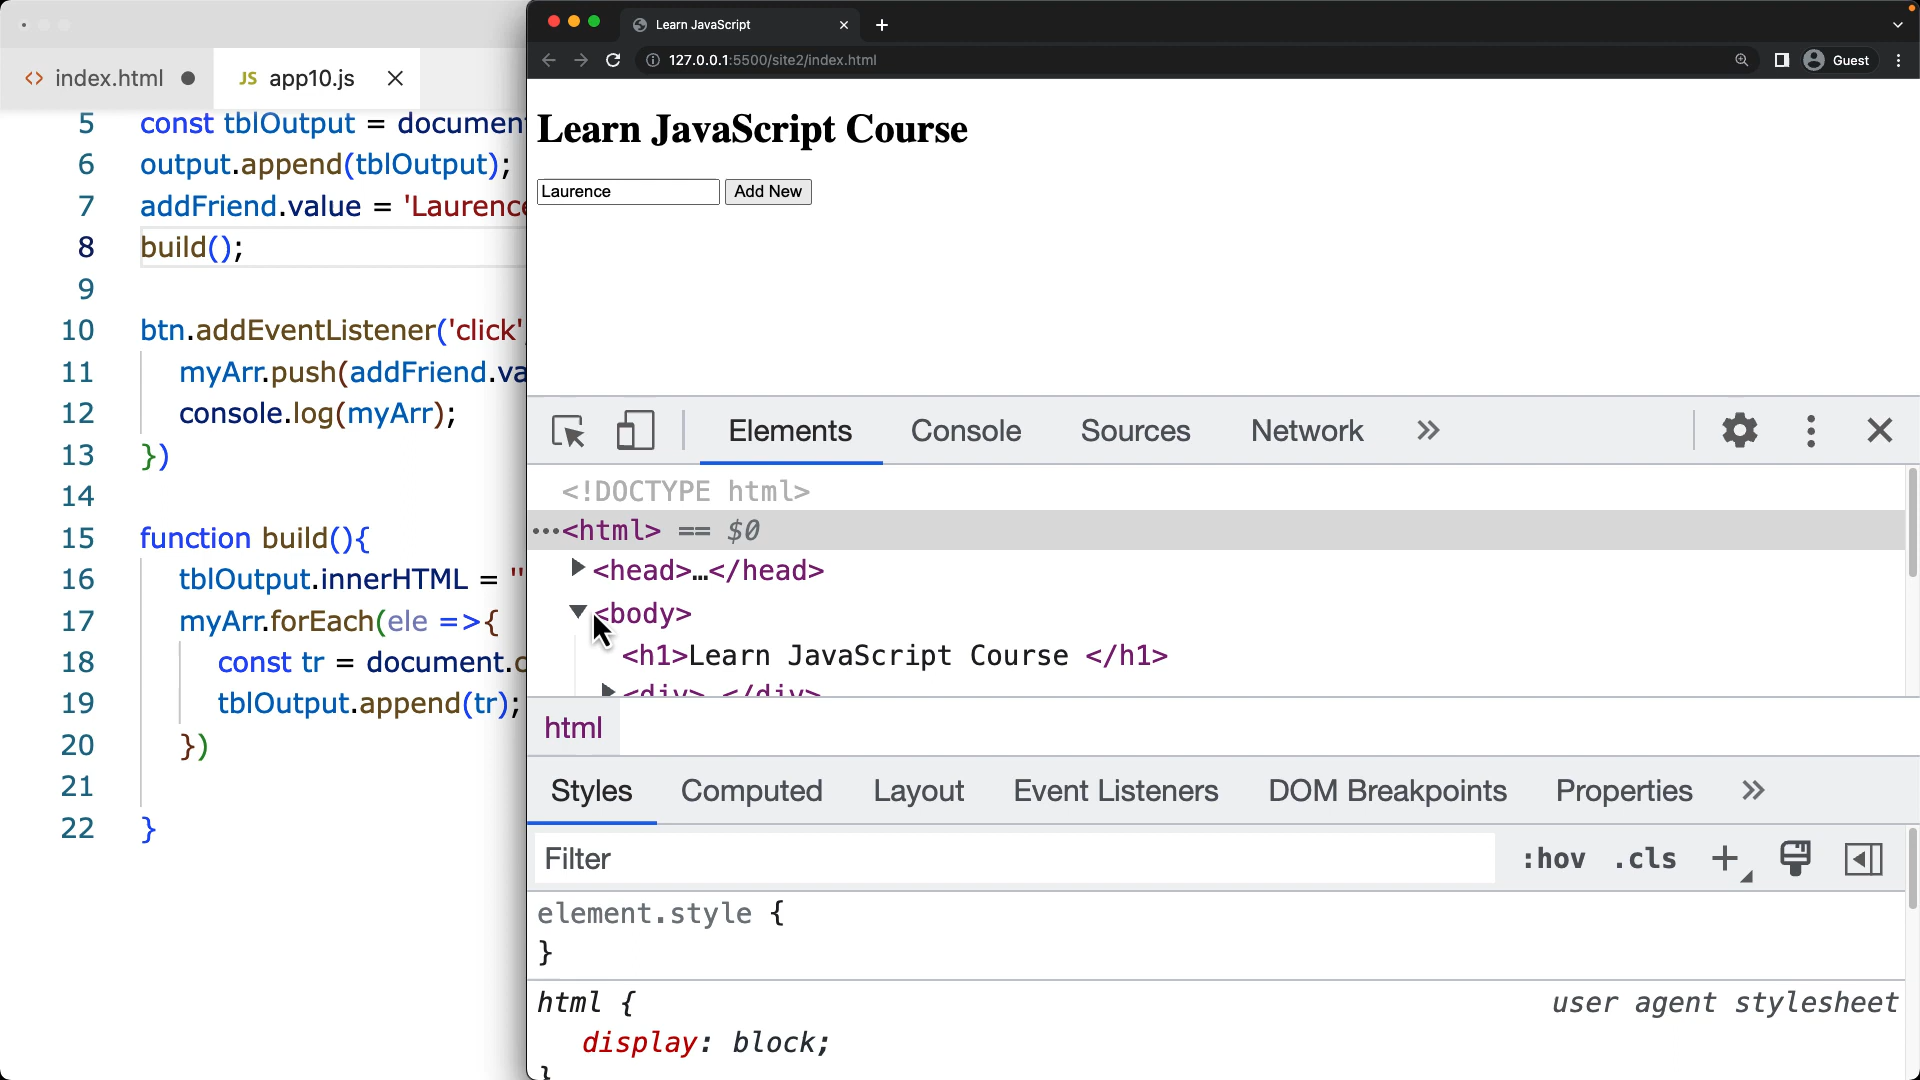 index.html
JS app10.js
5 const tblOutput = documen
6 output.append(tblOutput);
7 addFriend.value = 'Laurence
8 build();
9
10 btn.addEventListener('click'
11 myArr.push(addFriend.va
12 console.log(myArr);
13 })
14
15 function build(){
16 tblOutput.innerHTML = "
17 myArr.forEach(ele =>{
18 const tr = document.c
19 tblOutput.append(tr);
20 })
21
22 }
Learn JavaScript
127.0.0.1:5500/site2/index.html
Guest
Learn JavaScript Course
Laurence Add New
Elements Console Sources Network
<!DOCTYPE html>
<html> == $0
<head>…</head>
<body>
<h1>Learn JavaScript Course </h1>
<div> </div>
html
Styles Computed Layout Event Listeners DOM Breakpoints Properties
Filter :hov .cls
element.style {
}
html { user agent stylesheet
display: block;
}